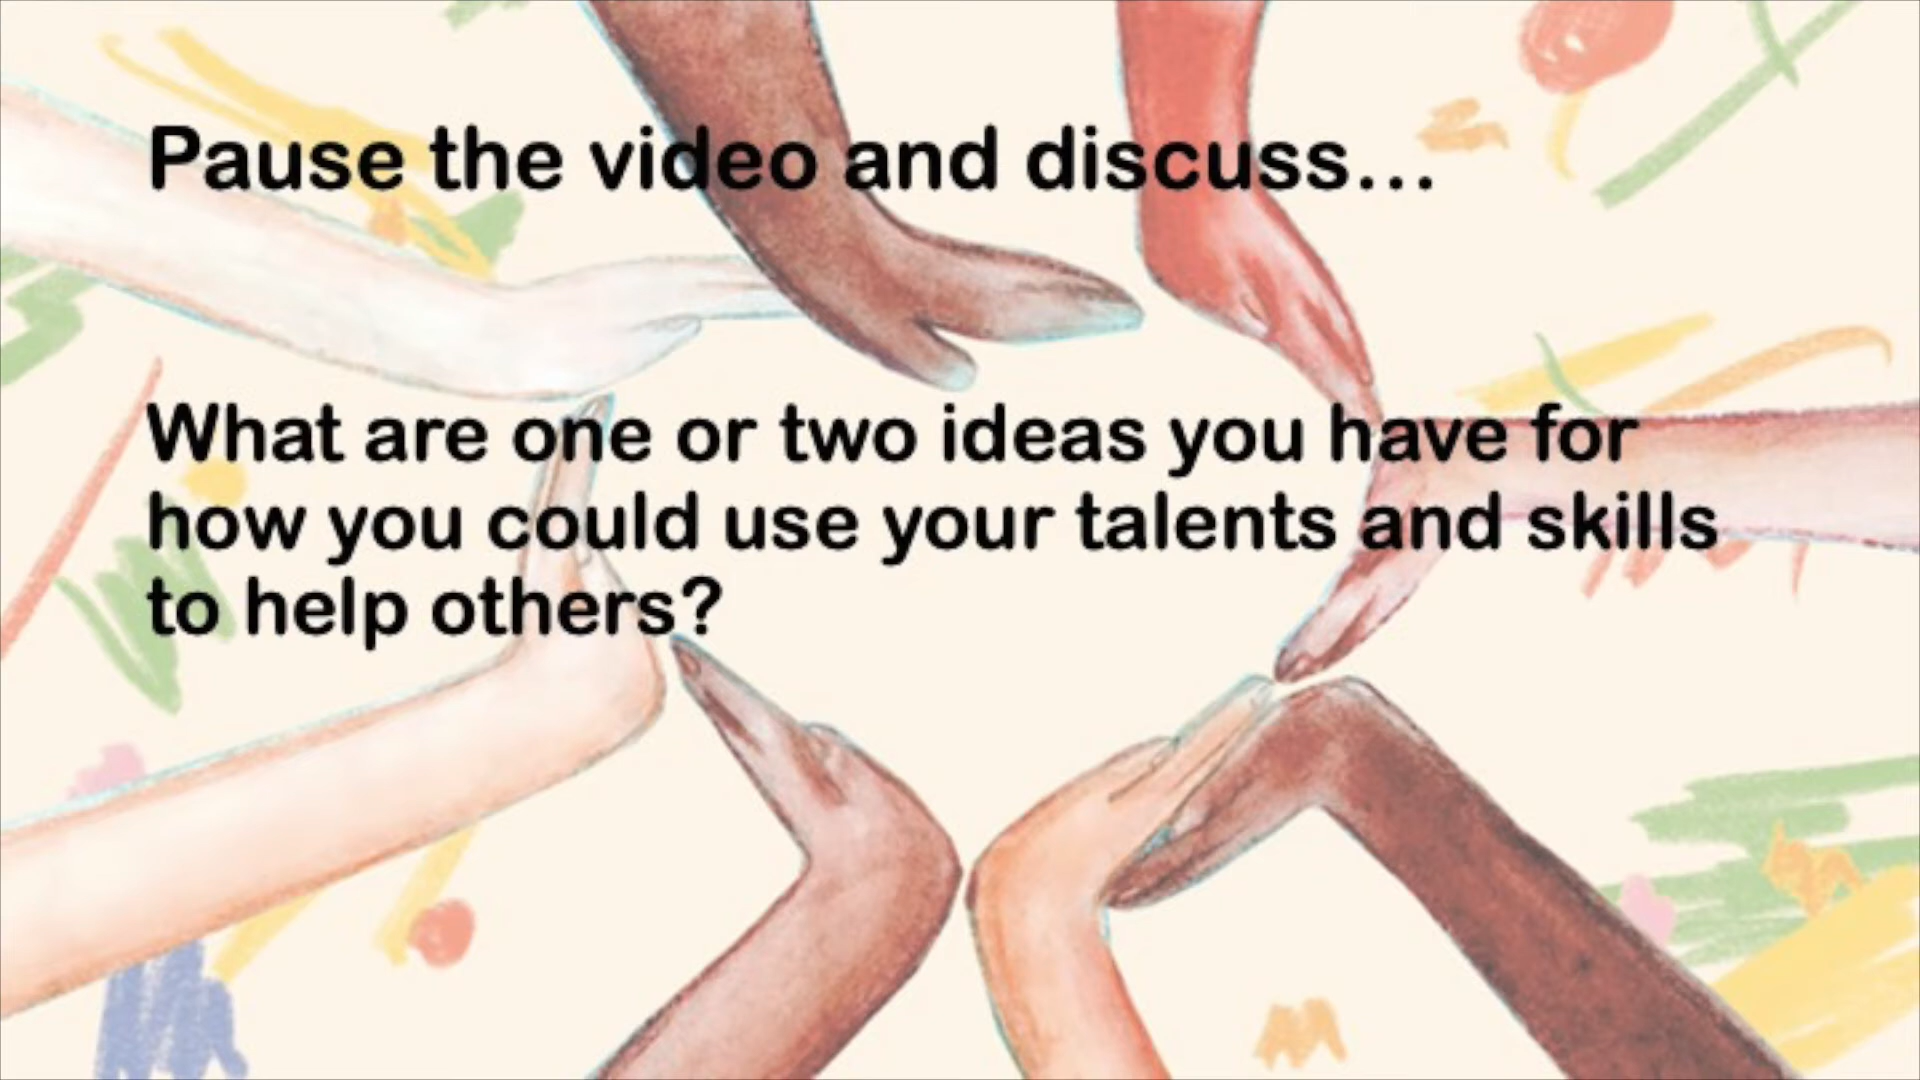 Pause the video and discuss...
What are one or two ideas you have for
how you could use your talents and skills
to help others?